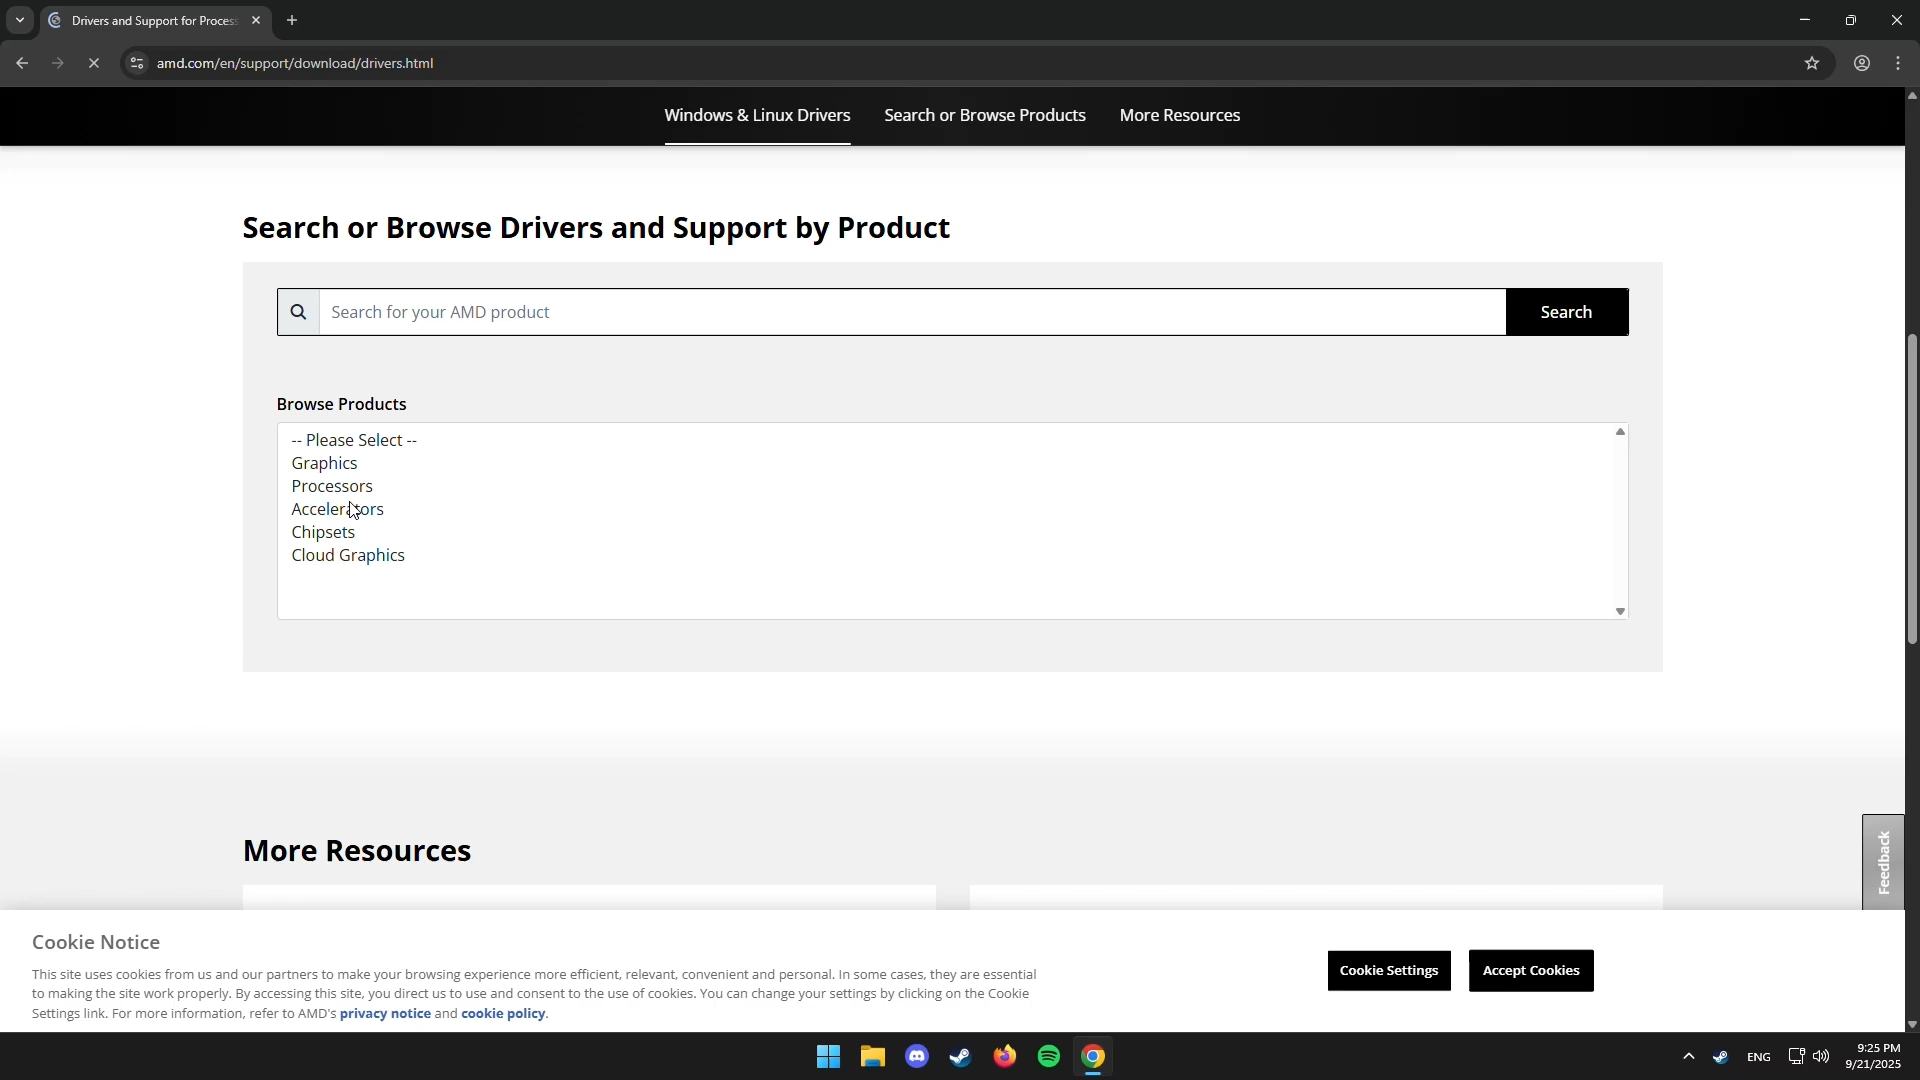 Drivers and Support for Process
amd.com/en/support/download/drivers.html
Windows & Linux Drivers
Search or Browse Products
More Resources
Search or Browse Drivers and Support by Product
Search for your AMD product
Search
Browse Products
-- Please Select --
Graphics
Processors
Accelerators
Chipsets
Cloud Graphics
Feedback
More Resources
Cookie Notice
This site uses cookies from us and our partners to make your browsing experience more efficient, relevant, convenient and personal. In some cases, they are essential
to making the site work properly. By accessing this site, you direct us to use and consent to the use of cookies. You can change your settings by clicking on the Cookie
Settings link. For more information, refer to AMD's privacy notice and cookie policy.
Cookie Settings
Accept Cookies
ENG
9:25 PM
9/21/2025